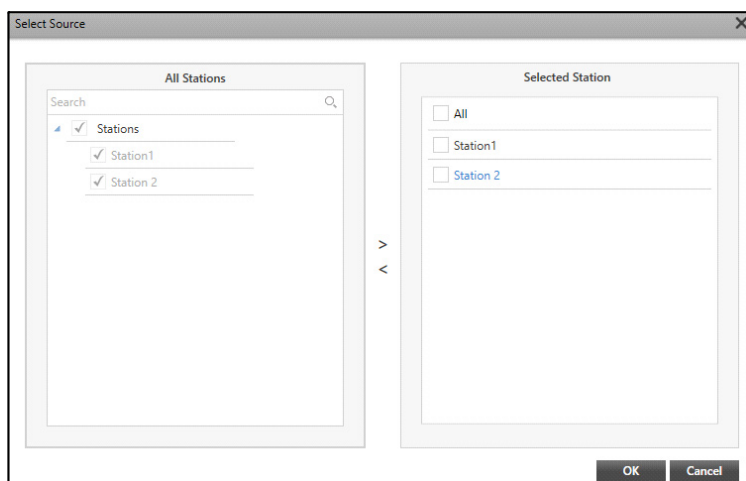 Select Source
All Stations
Search
Stations
Station1
Station 2
>
<
Selected Station
All
Station1
Station 2
OK
Cancel